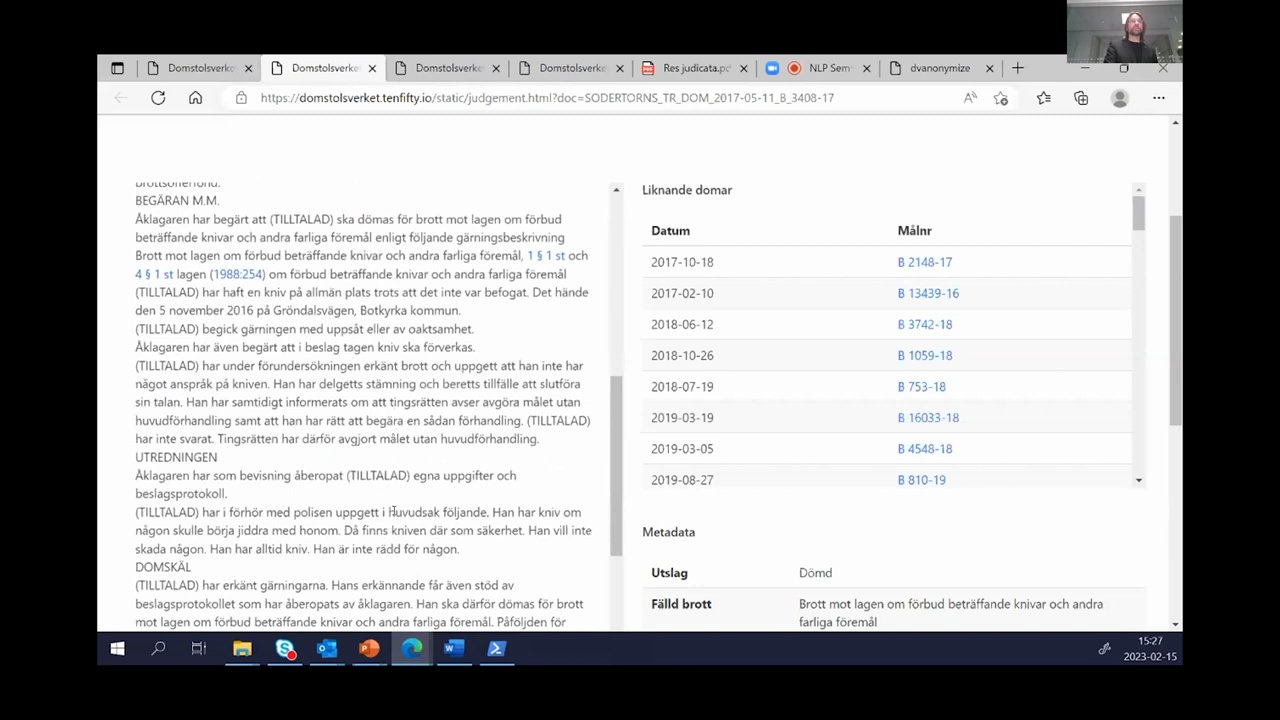 Domstolsverke
Domstolsverke
Domstolsverke
Domstolsverke
Res judicata.pd
NLP Sem
dvanonymize
https://domstolsverket.tenfifty.io/static/judgement.html?doc=SODERTORNS_TR_DOM_2017-05-11_B_3408-17
brottsofferfond.
BEGÄRAN M.M.
Åklagaren har begärt att (TILLTALAD) ska dömas för brott mot lagen om förbud
beträffande knivar och andra farliga föremål enligt följande gärningsbeskrivning
Brott mot lagen om förbud beträffande knivar och andra farliga föremål, 1 § 1 st och
4 § 1 st lagen (1988:254) om förbud beträffande knivar och andra farliga föremål
(TILLTALAD) har haft en kniv på allmän plats trots att det inte var befogat. Det hände
den 5 november 2016 på Gröndalsvägen, Botkyrka kommun.
(TILLTALAD) begick gärningen med uppsåt eller av oaktsamhet.
Åklagaren har även begärt att i beslag tagen kniv ska förverkas.
(TILLTALAD) har under förundersökningen erkänt brott och uppgett att han inte har
något anspråk på kniven. Han har delgetts stämning och beretts tillfälle att slutföra
sin talan. Han har samtidigt informerats om att tingsrätten avser avgöra målet utan
huvudförhandling samt att han har rätt att begära en sådan förhandling. (TILLTALAD)
har inte svarat. Tingsrätten har därför avgjort målet utan huvudförhandling.
UTREDNINGEN
Åklagaren har som bevisning åberopat (TILLTALAD) egna uppgifter och
beslagsprotokoll.
(TILLTALAD) har i förhör med polisen uppgett i huvudsak följande. Han har kniv om
någon skulle börja jiddra med honom. Då finns kniven där som säkerhet. Han vill inte
skada någon. Han har alltid kniv. Han är inte rädd för någon.
DOMSKÄL
(TILLTALAD) har erkänt gärningarna. Hans erkännande får även stöd av
beslagsprotokollet som har åberopats av åklagaren. Han ska därför dömas för brott
mot lagen om förbud beträffande knivar och andra farliga föremål. Påföljden för
Liknande domar
Datum Målnr
2017-10-18 B 2148-17
2017-02-10 B 13439-16
2018-06-12 B 3742-18
2018-10-26 B 1059-18
2018-07-19 B 753-18
2019-03-19 B 16033-18
2019-03-05 B 4548-18
2019-08-27 B 810-19
Metadata
Utslag Dömd
Fälld brott Brott mot lagen om förbud beträffande knivar och andra
farliga föremål
15:27
2023-02-15